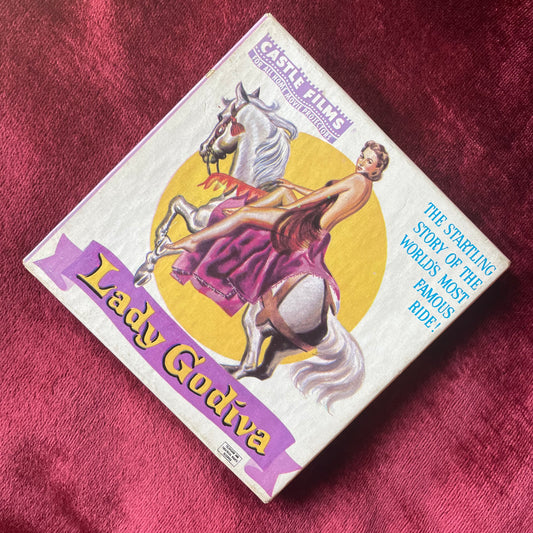 CASTLE FILMS
FOR ALL HOME MOVIE PROJECTORS
THE STARTLING
STORY OF THE
WORLD'S MOST
FAMOUS
RIDE!
Lady Godiva